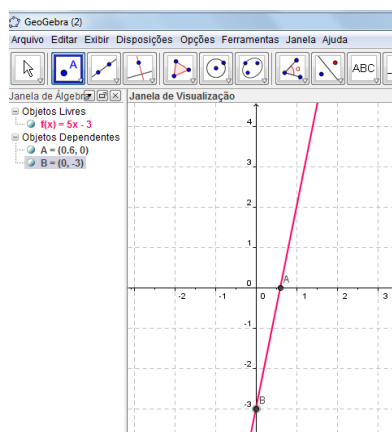 GeoGebra (2)
Arquivo Editar Exibir Disposições Opções Ferramentas Janela Ajuda
A
ABC
Janela de Álgebr
Janela de Visualização
Objetos Livres
f(x) = 5x - 3
Objetos Dependentes
A = (0.6, 0)
B = (0, -3)
4
3
2
1
0
A
-2 -1 0 1 2 3
-1
-2
-3
B